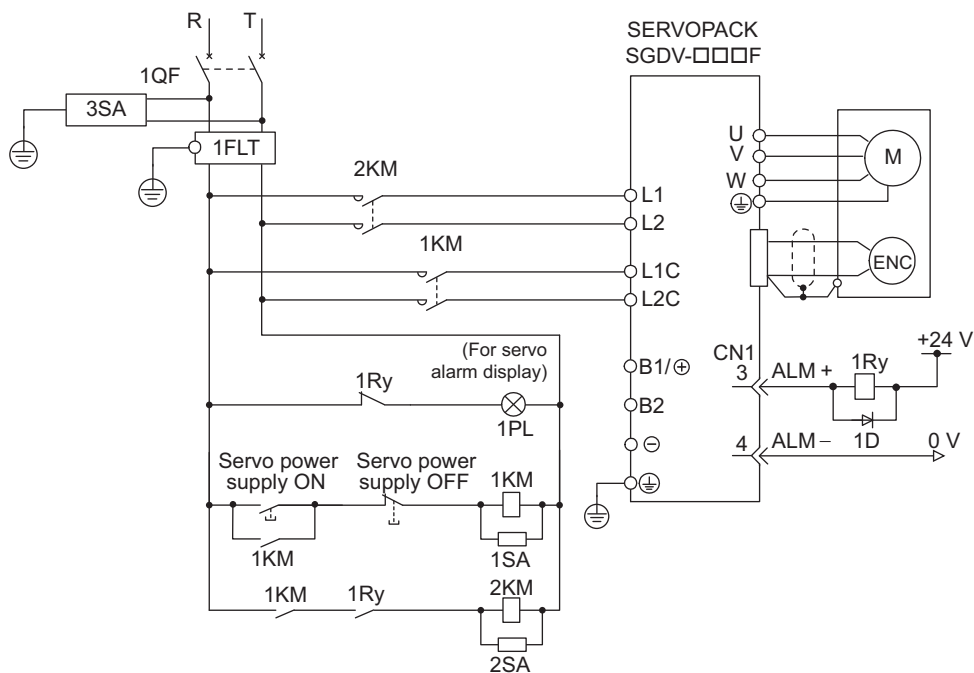 R T
SERVOPACK
SGDV-□□□F
1QF
3SA
1FLT
U
V
M
W
2KM
L1
L2
1KM
L1C
ENC
L2C
(For servo
alarm display)
+24 V
CN1
1Ry
B1/⊕
3 ALM +
1Ry
1PL
B2
1D
4 ALM − 0 V
⊖
Servo power
supply ON
Servo power
supply OFF
1KM
1KM
1SA
1KM
1Ry
2KM
2SA